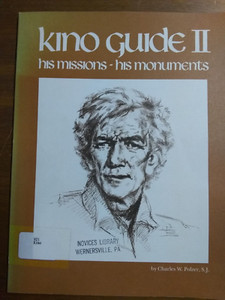 kino guide II
his missions - his monuments
NOVICES LIBRARY
WERNERSVILLE, PA.
by Charles W. Polzer, S.J.